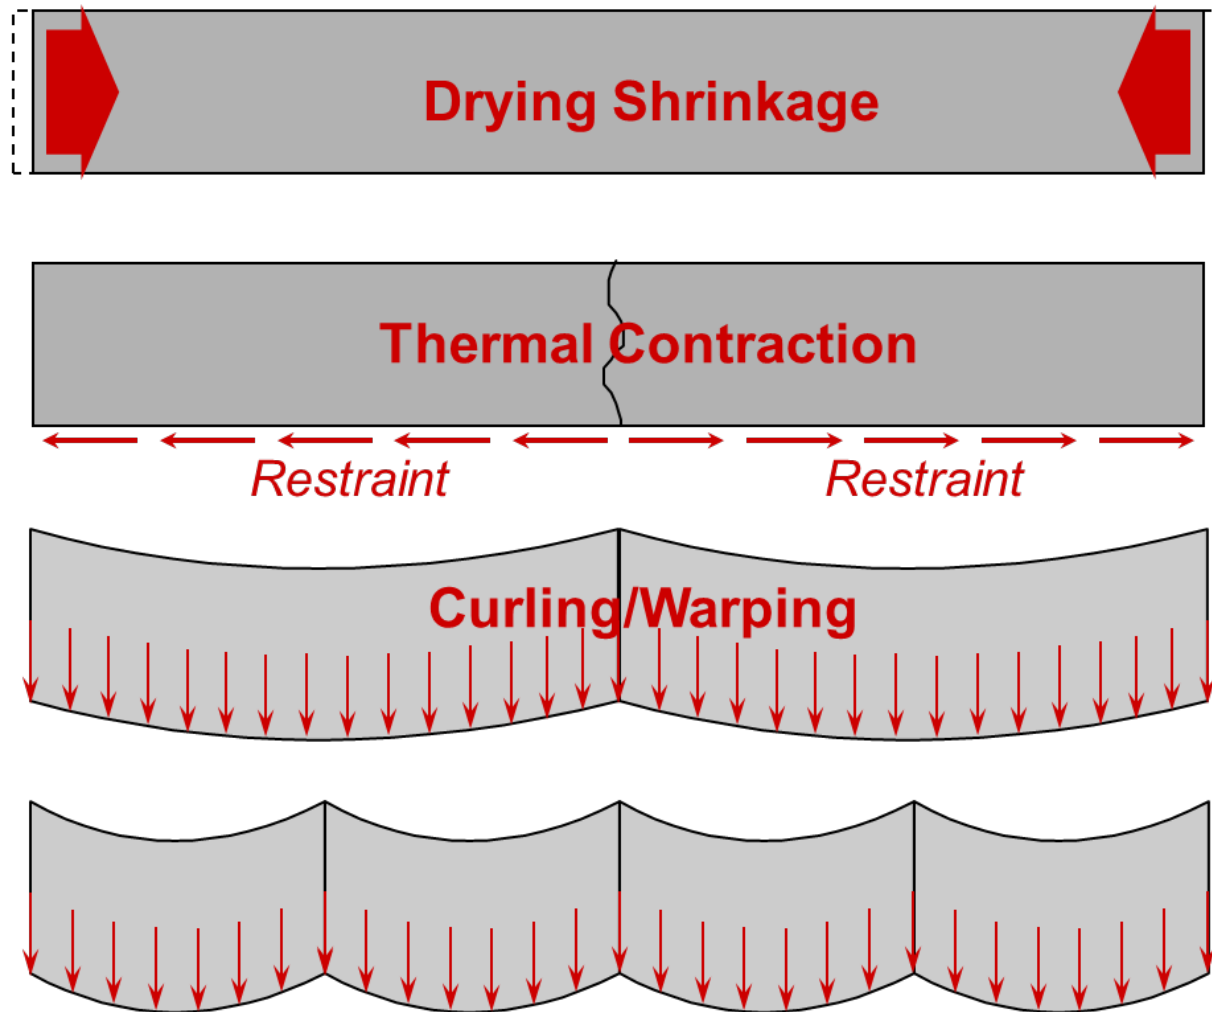 Drying Shrinkage
Thermal Contraction
Restraint Restraint
Curling/Warping